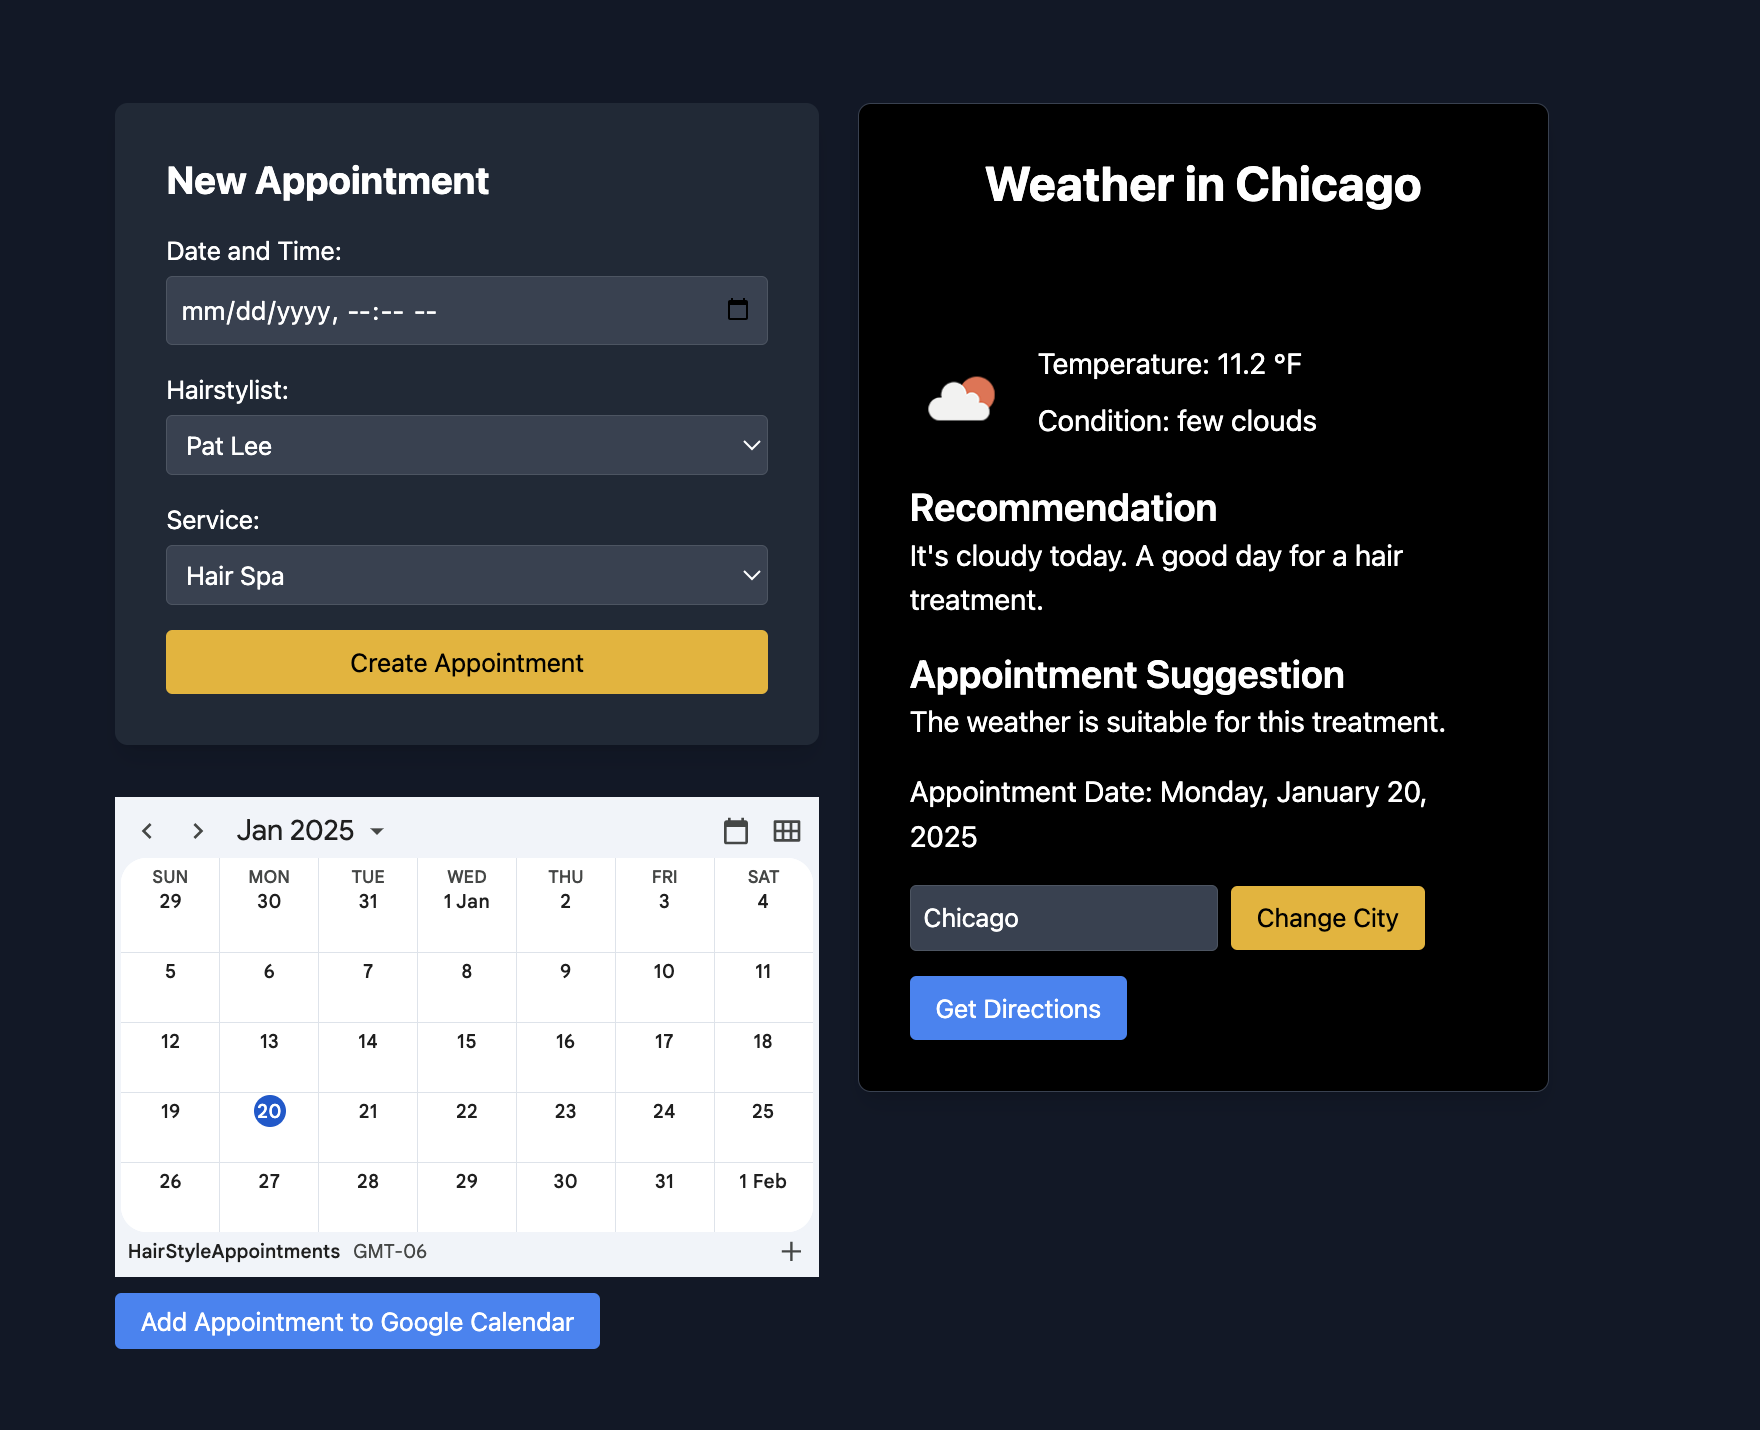 New Appointment
Date and Time:
mm/dd/yyyy, --:-- --
Hairstylist:
Pat Lee
Service:
Hair Spa
Create Appointment
Jan 2025
SUN MON TUE WED THU FRI SAT
29 30 31 1 Jan 2 3 4
5 6 7 8 9 10 11
12 13 14 15 16 17 18
19 20 21 22 23 24 25
26 27 28 29 30 31 1 Feb
HairStyleAppointments GMT-06
Add Appointment to Google Calendar
Weather in Chicago
Temperature: 11.2 °F
Condition: few clouds
Recommendation
It's cloudy today. A good day for a hair
treatment.
Appointment Suggestion
The weather is suitable for this treatment.
Appointment Date: Monday, January 20,
2025
Chicago Change City
Get Directions